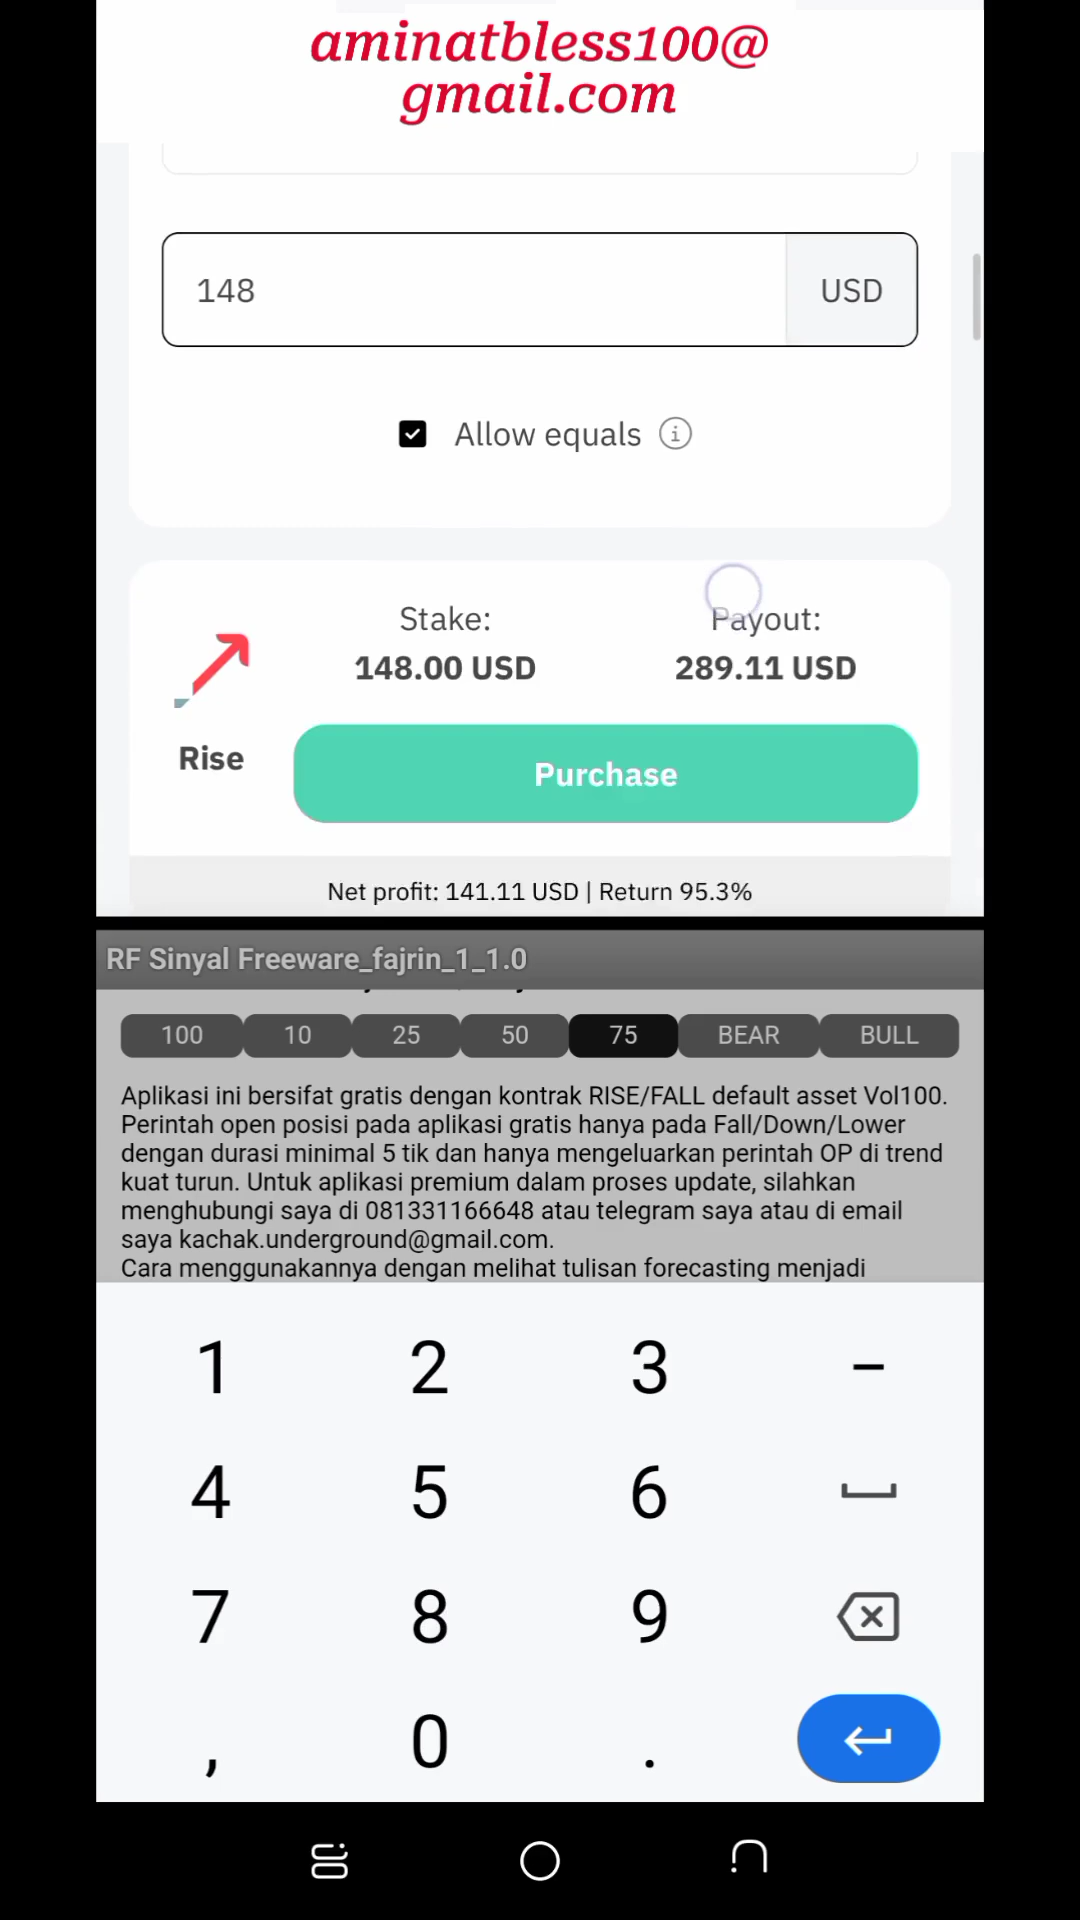 aminatbless100@
gmail.com
148 USD
Allow equals
Stake: Payout:
148.00 USD 289.11 USD
Rise
Purchase
Net profit: 141.11 USD | Return 95.3%
RF Sinyal Freeware_fajrin_1_1.0
100 10 25 50 75 BEAR BULL
Aplikasi ini bersifat gratis dengan kontrak RISE/FALL default asset Vol100.
Perintah open posisi pada aplikasi gratis hanya pada Fall/Down/Lower
dengan durasi minimal 5 tik dan hanya mengeluarkan perintah OP di trend
kuat turun. Untuk aplikasi premium dalam proses update, silahkan
menghubungi saya di 081331166648 atau telegram saya atau di email
saya kachak.underground@gmail.com.
Cara menggunakannya dengan melihat tulisan forecasting menjadi
1 2 3 –
4 5 6
7 8 9
, 0 .